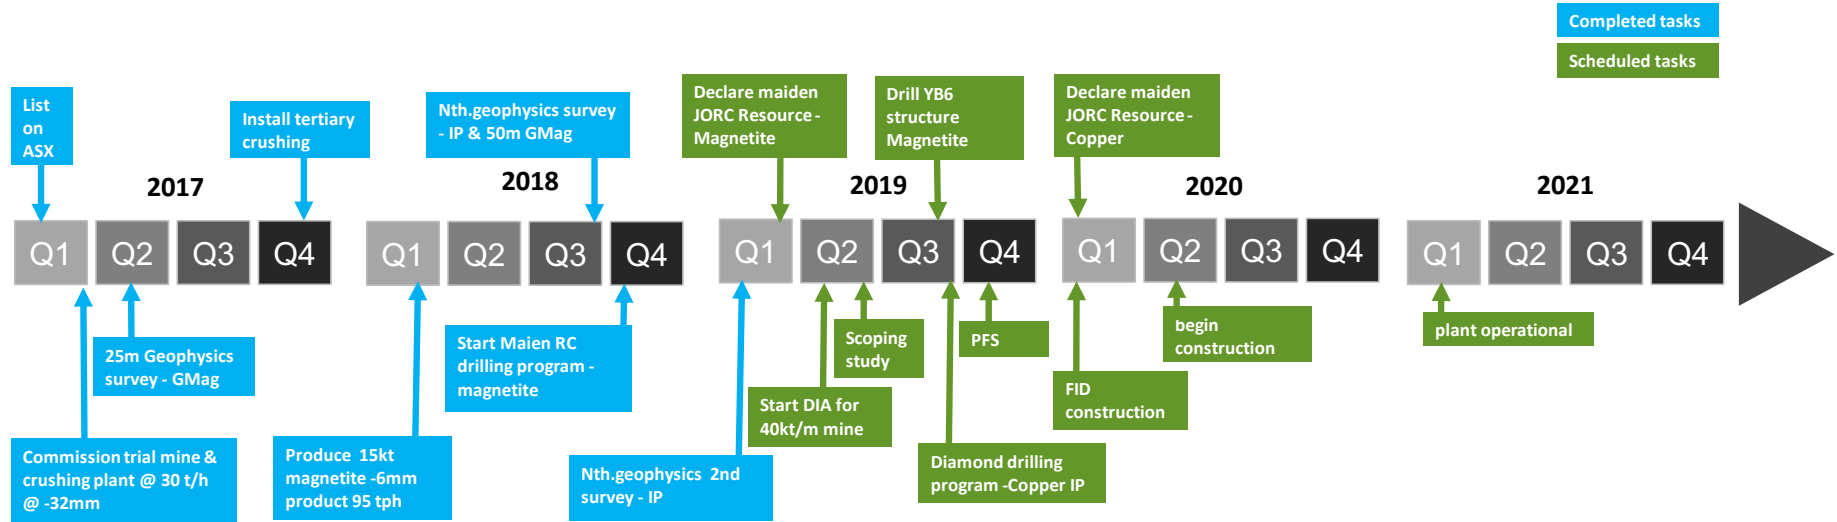 Completed tasks
Scheduled tasks
List
on
ASX
Install tertiary
crushing
Nth.geophysics survey
- IP & 50m GMag
Declare maiden
JORC Resource -
Magnetite
Drill YB6
structure
Magnetite
Declare maiden
JORC Resource -
Copper
2017
2018
2019
2020
2021
Q1 Q2 Q3 Q4
Q1 Q2 Q3 Q4
Q1 Q2 Q3 Q4
Q1 Q2 Q3 Q4
Q1 Q2 Q3 Q4
25m Geophysics
survey - GMag
Commission trial mine &
crushing plant @ 30 t/h
@ -32mm
Produce 15kt
magnetite -6mm
product 95 tph
Start Maien RC
drilling program -
magnetite
Nth.geophysics 2nd
survey - IP
Start DIA for
40kt/m mine
Scoping
study
PFS
Diamond drilling
program -Copper IP
FID
construction
begin
construction
plant operational